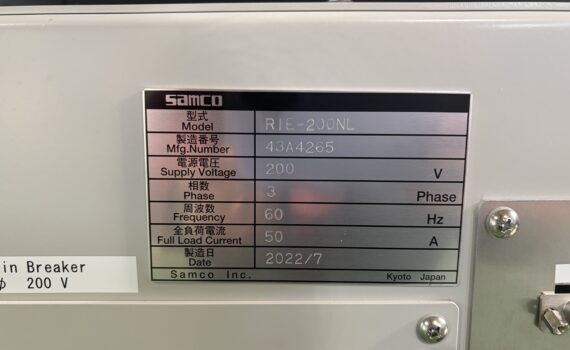 samco
型式
Model RIE-200NL
製造番号
Mfg.Number 43A4265
電源電圧
Supply Voltage 200 V
相数
Phase 3 Phase
周波数
Frequency 60 Hz
全負荷電流
Full Load Current 50 A
製造日
Date 2022/7
Samco Inc. Kyoto Japan
in Breaker
φ 200 V